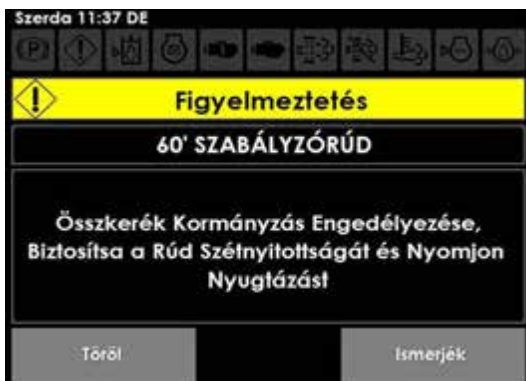 Szerda 11:37 DE
Figyelmeztetés
60' SZABÁLYZÓRÚD
Összkerék Kormányzás Engedélyezése,
Biztosítsa a Rúd Szétnyitottságát és Nyomjon
Nyugtázást
Töröl
Ismerjék